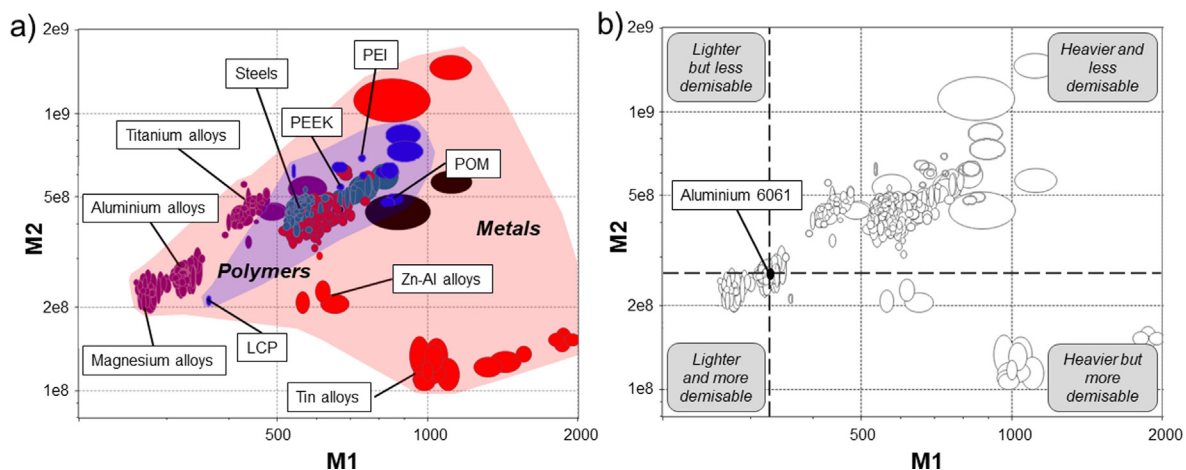 a)
2e9
1e9
5e8
2e8
1e8
M2
500
1000
2000
M1
PEI
Steels
PEEK
Titanium alloys
POM
Aluminium alloys
Metals
Polymers
Zn-Al alloys
LCP
Magnesium alloys
Tin alloys
b)
2e9
1e9
5e8
2e8
1e8
M2
500
1000
2000
M1
Lighter
but less
demisable
Heavier and
less
demisable
Aluminium 6061
Lighter
and more
demisable
Heavier but
more
demisable